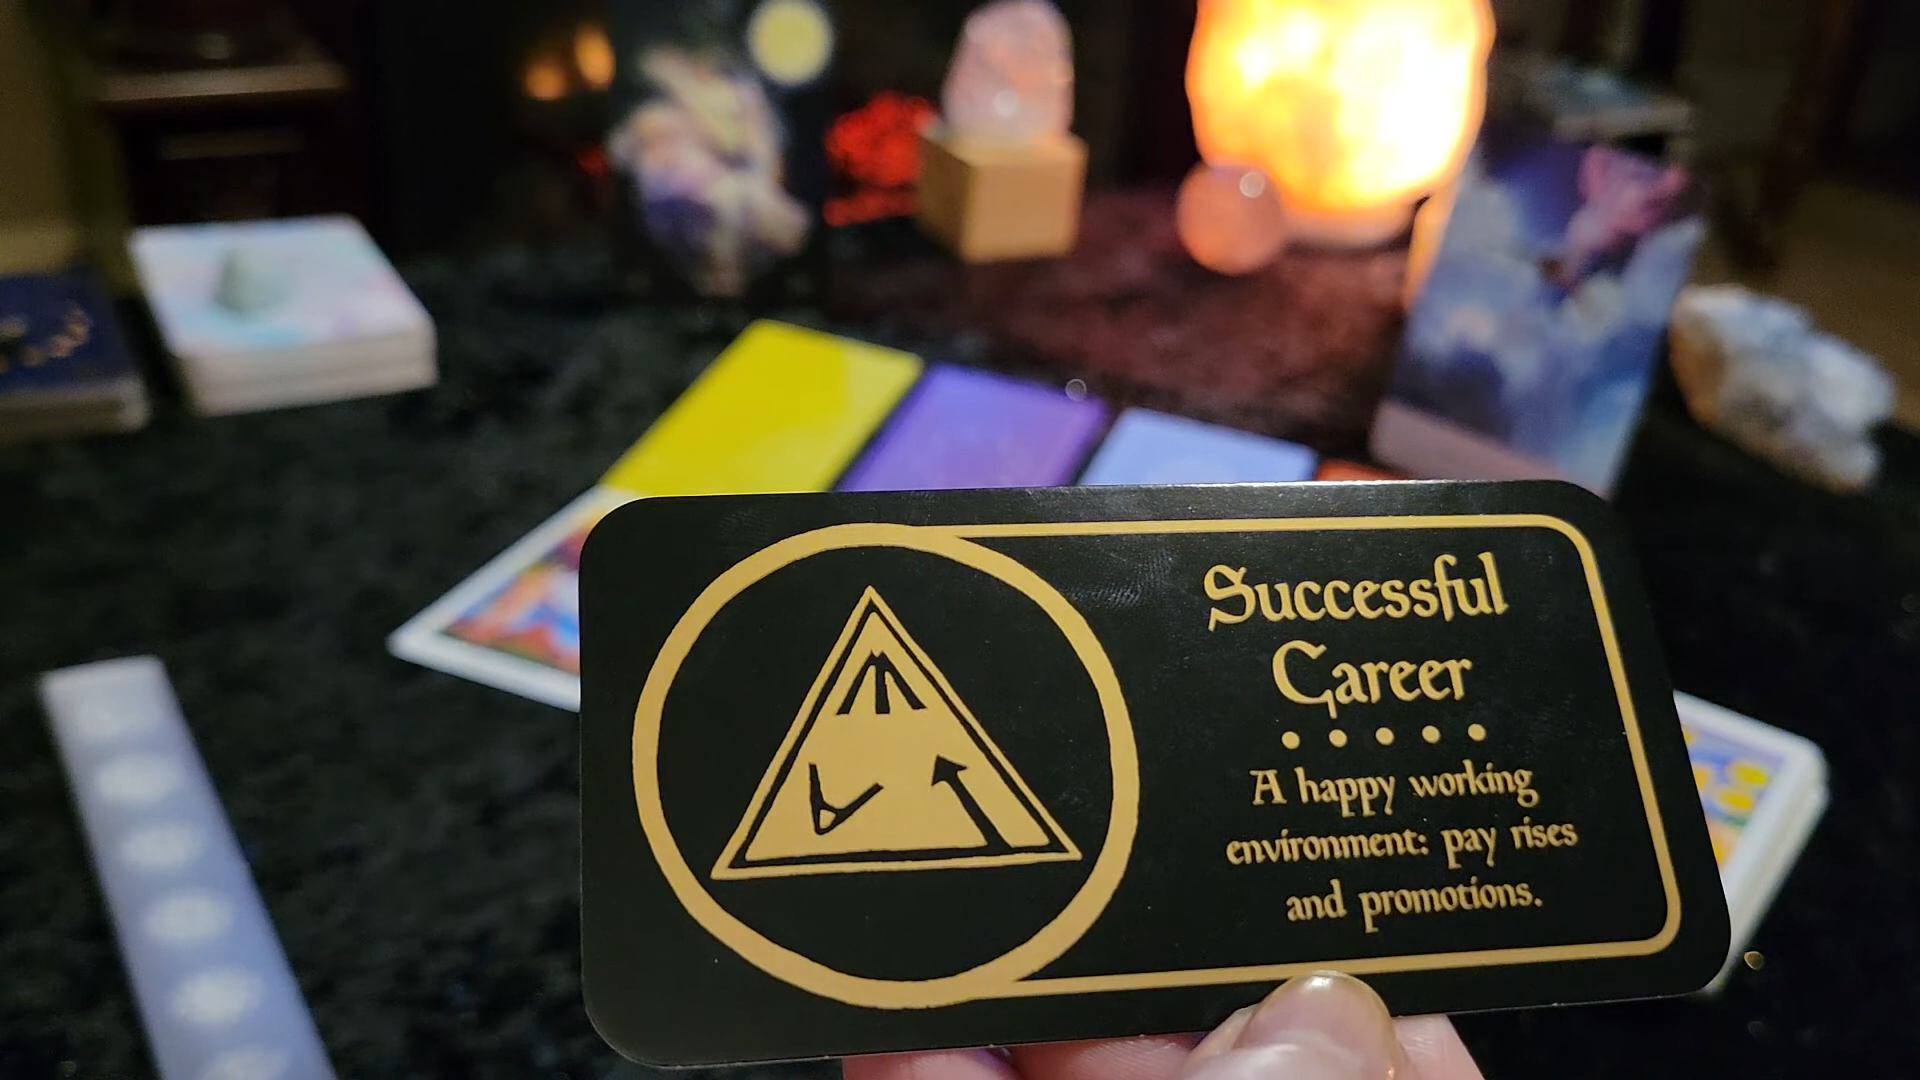 Successful
Career
A happy working
environment: pay rises
and promotions.